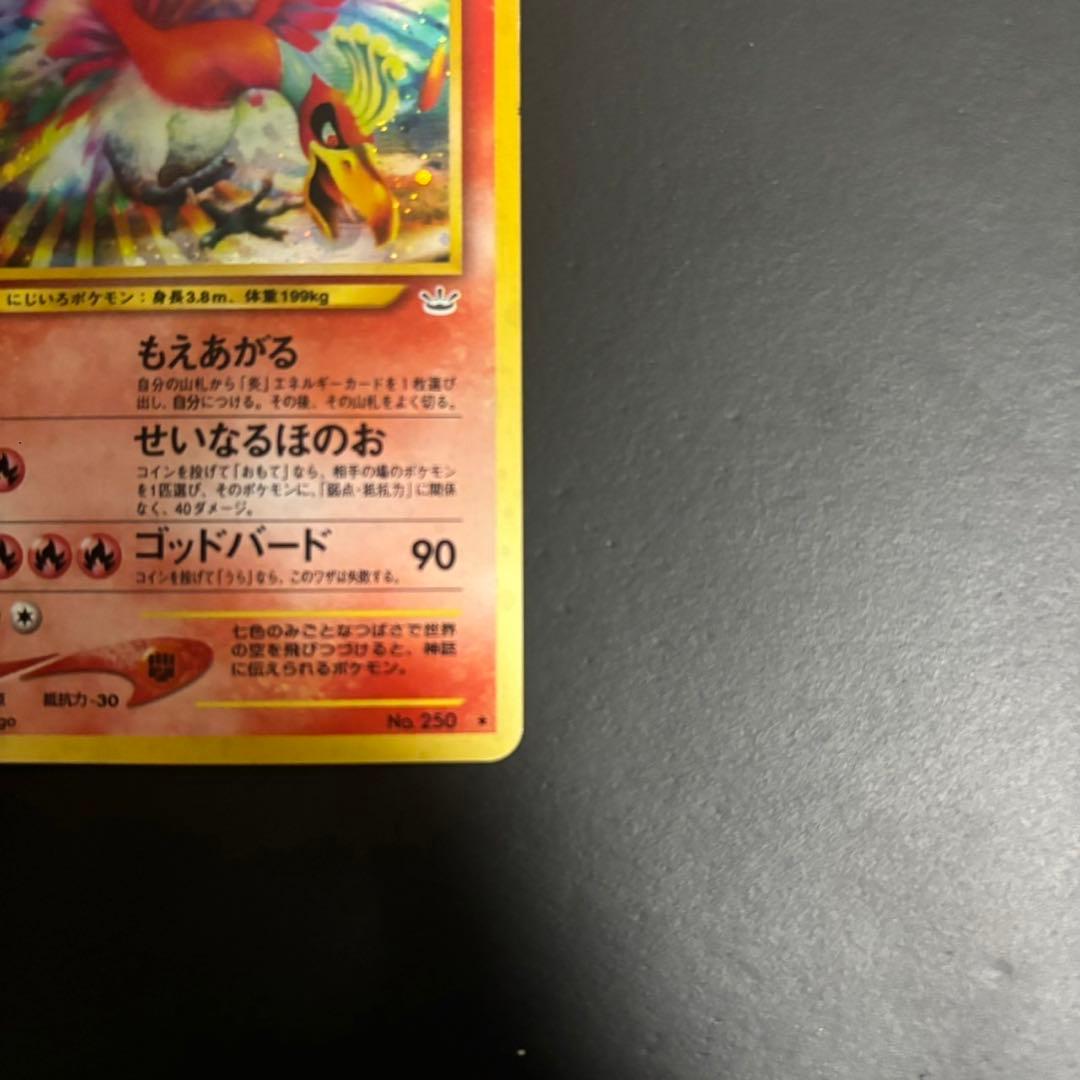 にじいろポケモン：身長3.8m、体重199kg
もえあがる
自分の山札から「炎」エネルギーカードを1枚選び
出し、自分につける。その後、その山札をよく切る。
せいなるほのお
コインを投げて「おもて」なら、相手の場のポケモン
を1匹選び、そのポケモンに、「弱点・抵抗力」に関係
なく、40ダメージ。
ゴッドバード 90
コインを投げて「うら」なら、このワザは失敗する。
七色のみごとなつばさで世界
の空を飛びつづけると、神話
に伝えられるポケモン。
抵抗力 -30
go
No. 250